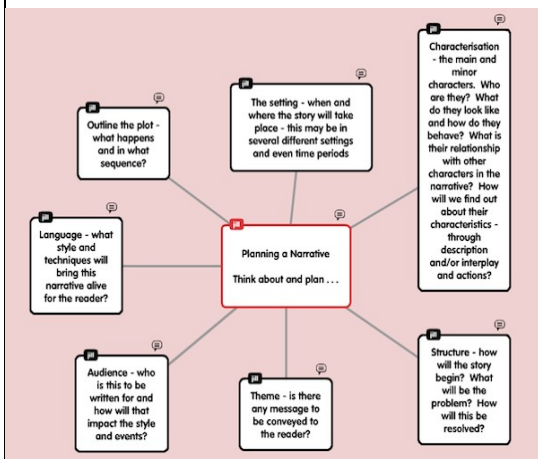 Characterisation
- the main and
minor
characters. Who
are they? What
do they look like
and how do they
behave? What is
their relationship
with other
characters in the
narrative? How
will we find out
about their
characteristics -
through
description
and/or interplay
and actions?
The setting - when and
where the story will take
place - this may be in
several different settings
and even time periods
Outline the plot -
what happens
and in what
sequence?
Language - what
style and
techniques will
bring this
narrative alive
for the reader?
Planning a Narrative
Think about and plan ...
Audience - who
is this to be
written for and
how will that
impact the style
and events?
Theme - is there
any message to
be conveyed to
the reader?
Structure - how
will the story
begin? What
will be the
problem? How
will this be
resolved?